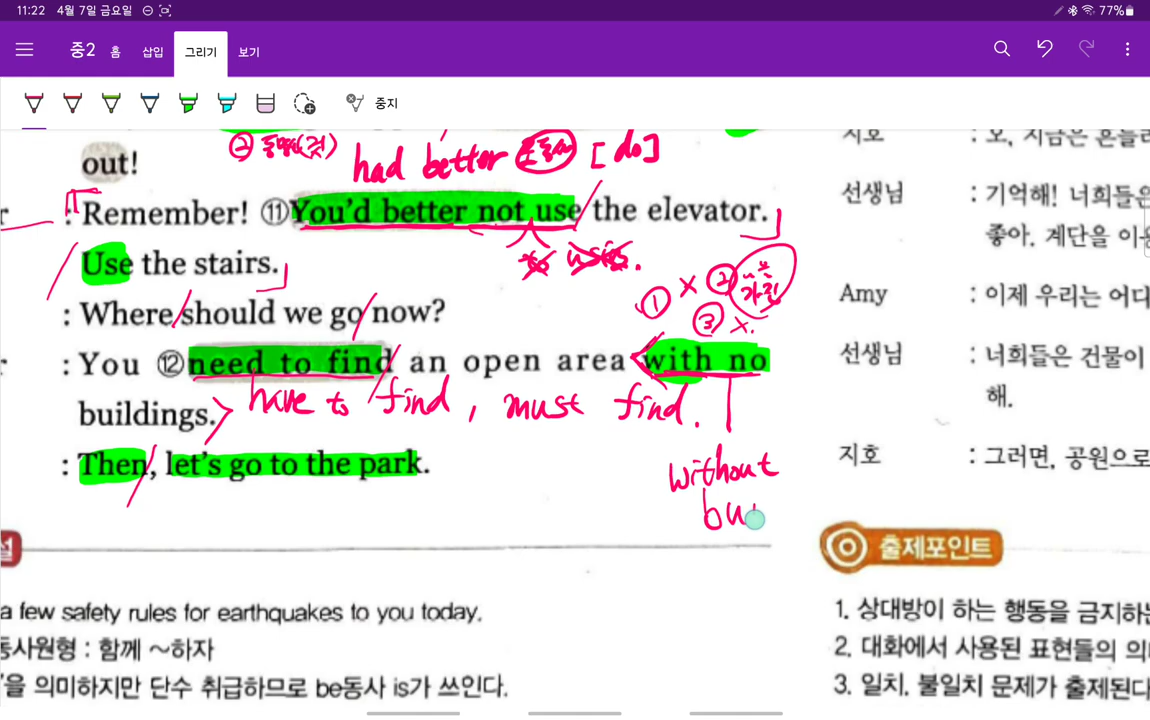 11:22 4월 7일 금요일
77%
중2 홈 삽입 그리기 보기
중지
② 동명사(것)
had better 동원 [do]
out!
: Remember! ⑪You'd better not use the elevator.
Use the stairs.
① × ② ③ ×.
: Where should we go now?
: You ⑫need to find an open area with no
buildings.
have to find, must find.
: Then, let's go to the park.
without
bu
지호 : 오, 지금은 흔들리
선생님 : 기억해! 너희들은
좋아. 계단을 이용
Amy : 이제 우리는 어디
선생님 : 너희들은 건물이
해.
지호 : 그러면, 공원으로
설
a few safety rules for earthquakes to you today.
동사원형 : 함께 ~하자
'을 의미하지만 단수 취급하므로 be동사 is가 쓰인다.
출제포인트
1. 상대방이 하는 행동을 금지하는
2. 대화에서 사용된 표현들의 의미
3. 일치, 불일치 문제가 출제된다